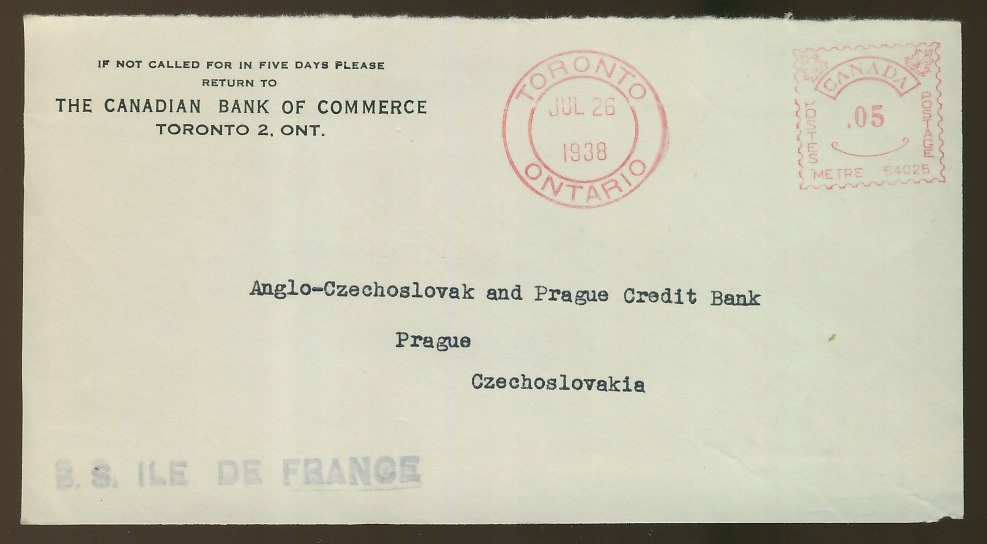 IF NOT CALLED FOR IN FIVE DAYS PLEASE
RETURN TO
THE CANADIAN BANK OF COMMERCE
TORONTO 2, ONT.
TORONTO
JUL 26
1938
ONTARIO
CANADA
POSTES
.05
POSTAGE
METRE 54025
Anglo-Czechoslovak and Prague Credit Bank
Prague
Czechoslovakia
S. S. ILE DE FRANCE